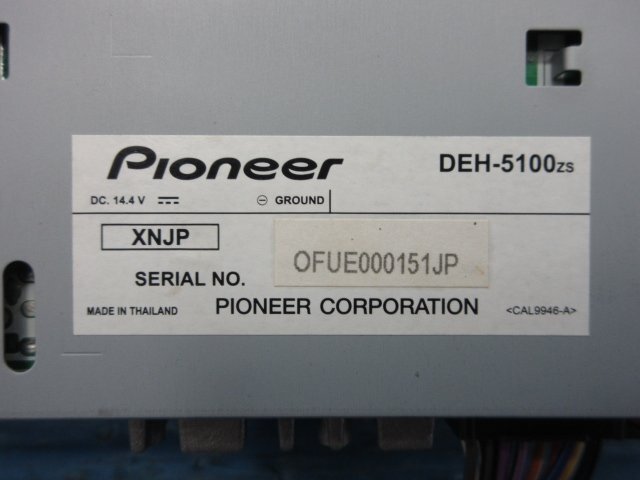 Pioneer DEH-5100zs
DC. 14.4 V ⎓ ⊖ GROUND
XNJP
SERIAL NO. OFUE000151JP
MADE IN THAILAND PIONEER CORPORATION <CAL9946-A>